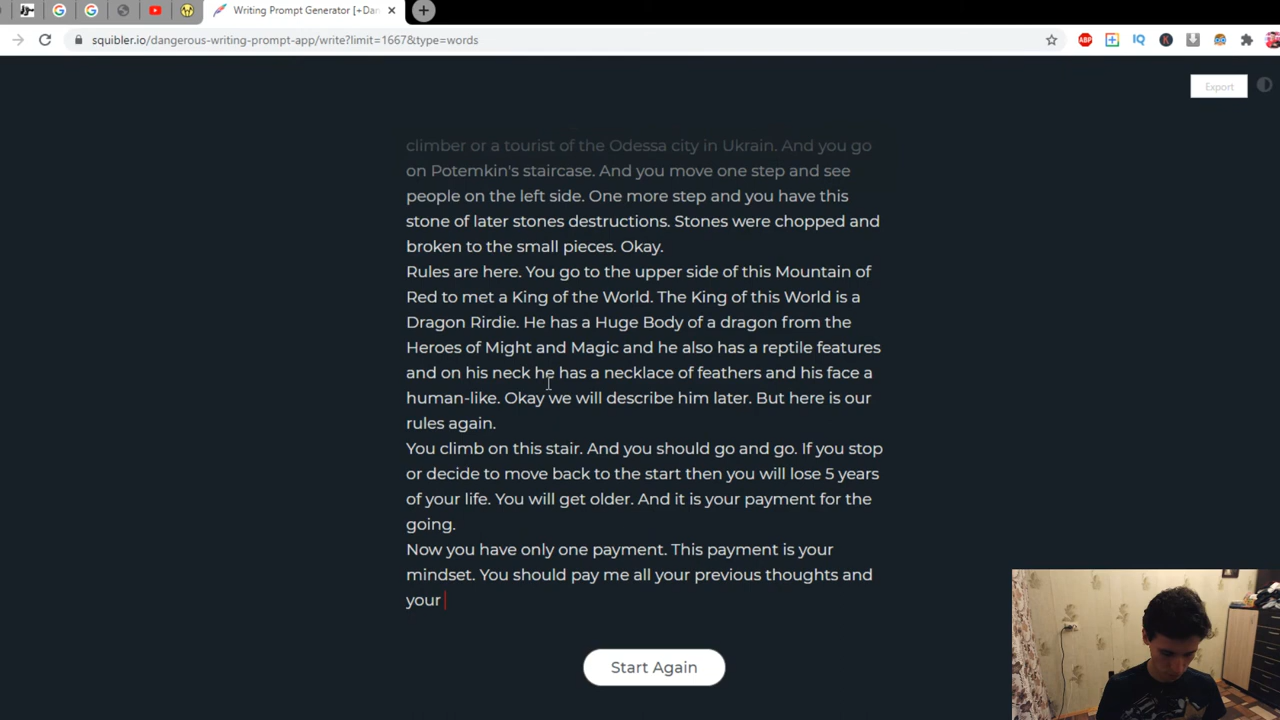 Writing Prompt Generator [+Dan
squibler.io/dangerous-writing-prompt-app/write?limit=1667&type=words
ABP
IQ
K
Export
climber or a tourist of the Odessa city in Ukrain. And you go
on Potemkin's staircase. And you move one step and see
people on the left side. One more step and you have this
stone of later stones destructions. Stones were chopped and
broken to the small pieces. Okay.
Rules are here. You go to the upper side of this Mountain of
Red to met a King of the World. The King of this World is a
Dragon Rirdie. He has a Huge Body of a dragon from the
Heroes of Might and Magic and he also has a reptile features
and on his neck he has a necklace of feathers and his face a
human-like. Okay we will describe him later. But here is our
rules again.
You climb on this stair. And you should go and go. If you stop
or decide to move back to the start then you will lose 5 years
of your life. You will get older. And it is your payment for the
going.
Now you have only one payment. This payment is your
mindset. You should pay me all your previous thoughts and
your
Start Again